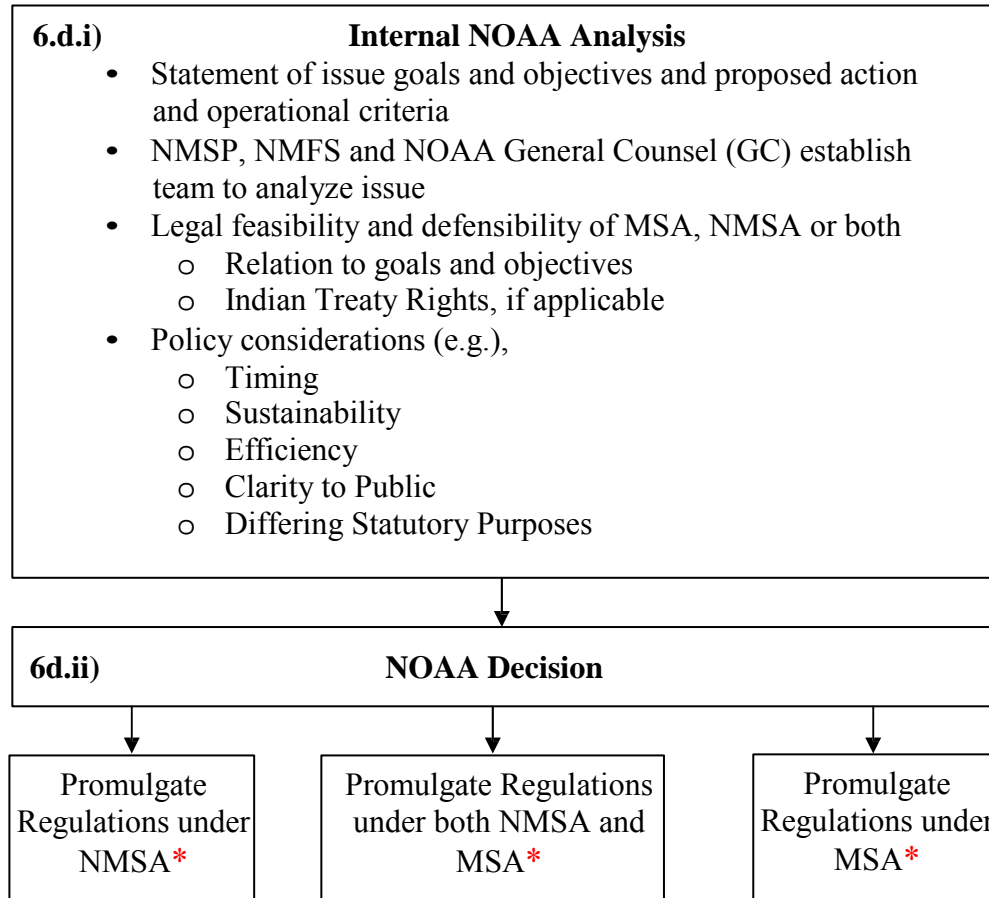 6.d.i) Internal NOAA Analysis
• Statement of issue goals and objectives and proposed action
and operational criteria
• NMSP, NMFS and NOAA General Counsel (GC) establish
team to analyze issue
• Legal feasibility and defensibility of MSA, NMSA or both
o Relation to goals and objectives
o Indian Treaty Rights, if applicable
• Policy considerations (e.g.),
o Timing
o Sustainability
o Efficiency
o Clarity to Public
o Differing Statutory Purposes
6d.ii) NOAA Decision
Promulgate
Regulations under
NMSA*
Promulgate Regulations
under both NMSA and
MSA*
Promulgate
Regulations under
MSA*